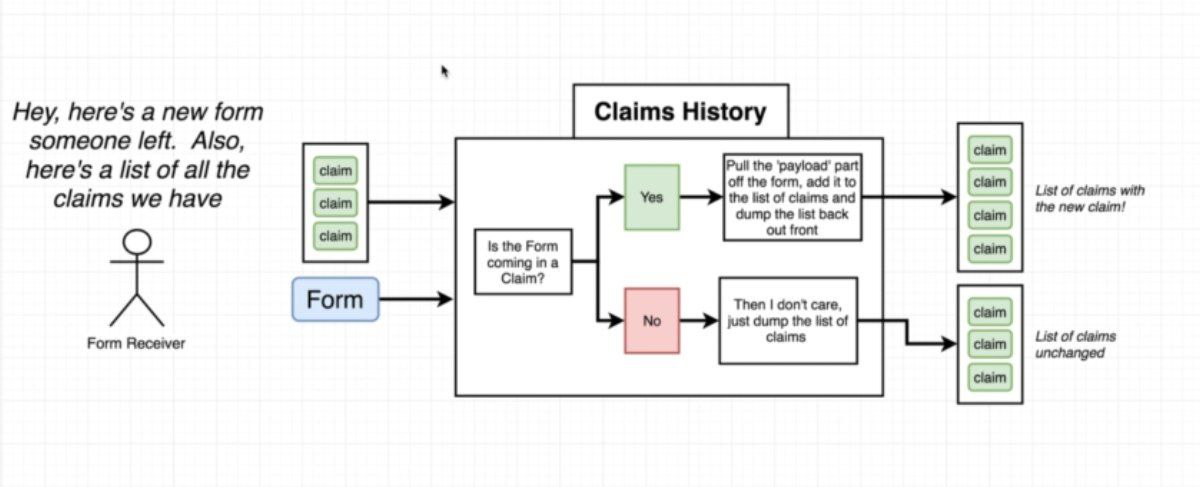 Hey, here's a new form
someone left. Also,
here's a list of all the
claims we have
Form Receiver
claim
claim
claim
Form
Claims History
Is the Form
coming in a
Claim?
Yes
Pull the 'payload' part
off the form, add it to
the list of claims and
dump the list back
out front
No
Then I don't care,
just dump the list of
claims
claim
claim
claim
claim
List of claims with
the new claim!
claim
claim
claim
List of claims
unchanged